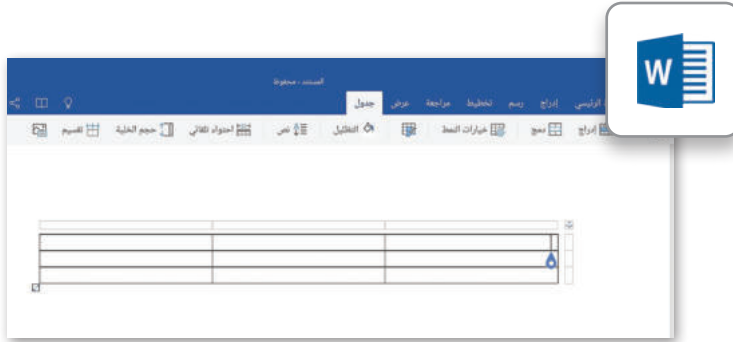 W
المستند - محفوظ
الرئيسي إدراج رسم تخطيط مراجعة عرض جدول
إدراج دمج خيارات النمط التظليل نص احتواء تلقائي حجم الخلية تقسيم